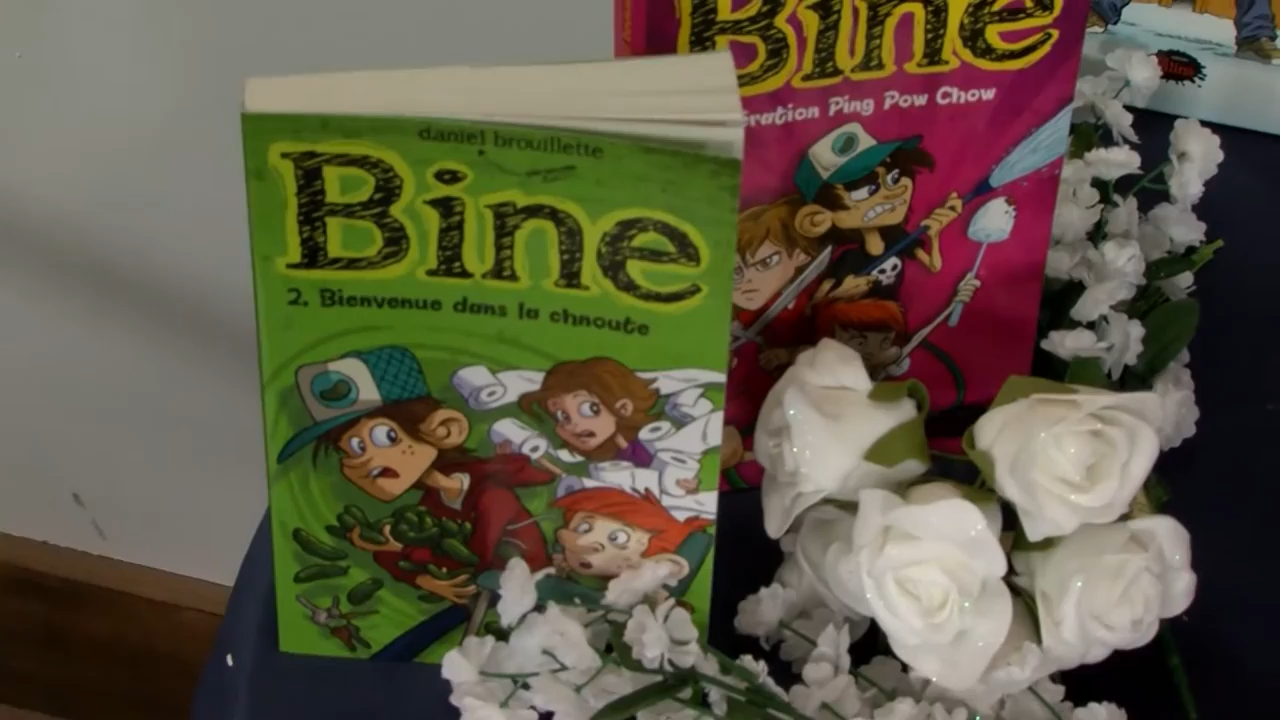 daniel brouillette
Bine
2. Bienvenue dans la chnoute
Bine
ération Ping Pow Chow